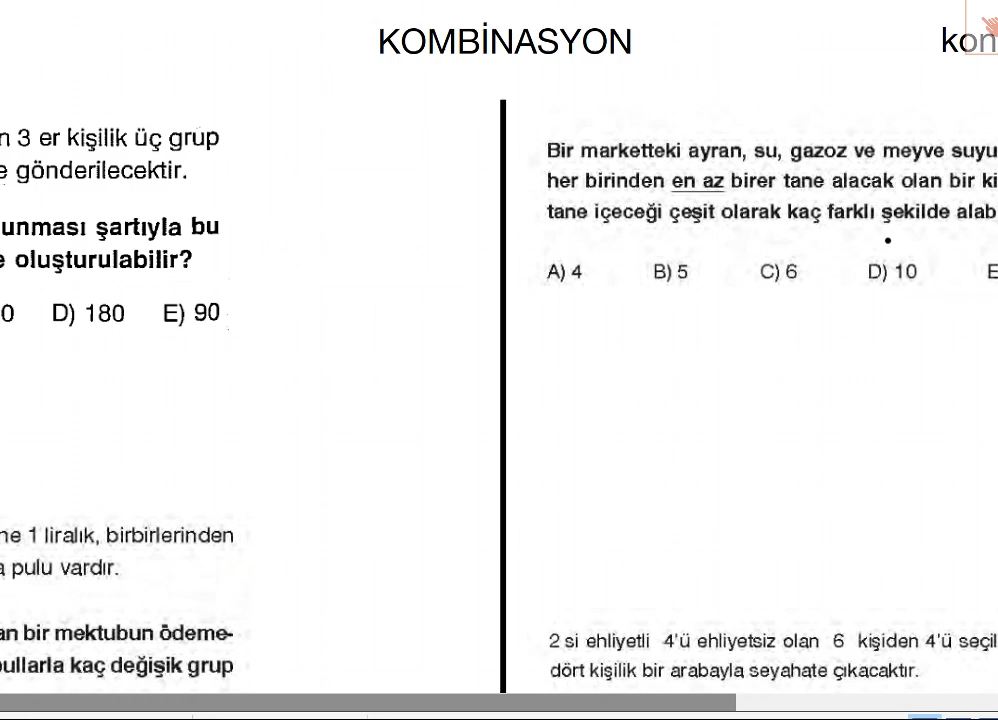 KOMBİNASYON
kon
n 3 er kişilik üç grup
e gönderilecektir.
unması şartıyla bu
e oluşturulabilir?
0 D) 180 E) 90
ne 1 liralık, birbirlerinden
a pulu vardır.
an bir mektubun ödeme-
pullarla kaç değişik grup
Bir marketteki ayran, su, gazoz ve meyve suyu
her birinden en az birer tane alacak olan bir ki
tane içeceği çeşit olarak kaç farklı şekilde alab
A) 4 B) 5 C) 6 D) 10 E
2 si ehliyetli 4'ü ehliyetsiz olan 6 kişiden 4'ü seçil
dört kişilik bir arabayla seyahate çıkacaktır.